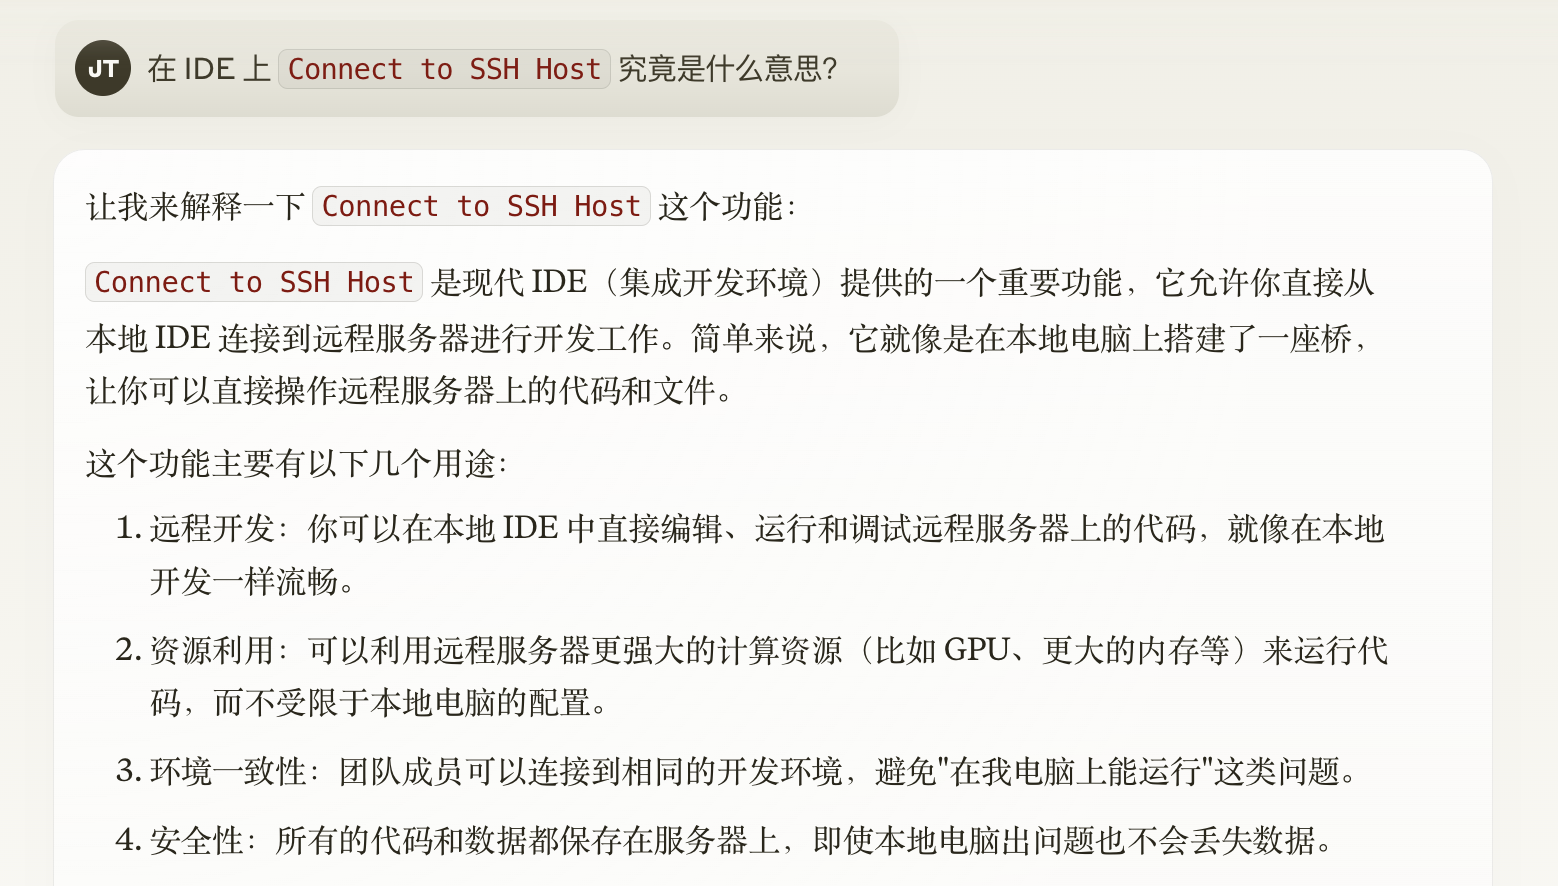 JT 在 IDE 上 Connect to SSH Host 究竟是什么意思?
让我来解释一下 Connect to SSH Host 这个功能：
Connect to SSH Host 是现代 IDE（集成开发环境）提供的一个重要功能，它允许你直接从
本地 IDE 连接到远程服务器进行开发工作。简单来说，它就像是在本地电脑上搭建了一座桥，
让你可以直接操作远程服务器上的代码和文件。
这个功能主要有以下几个用途：
1. 远程开发：你可以在本地 IDE 中直接编辑、运行和调试远程服务器上的代码，就像在本地
开发一样流畅。
2. 资源利用：可以利用远程服务器更强大的计算资源（比如 GPU、更大的内存等）来运行代
码，而不受限于本地电脑的配置。
3. 环境一致性：团队成员可以连接到相同的开发环境，避免"在我电脑上能运行"这类问题。
4. 安全性：所有的代码和数据都保存在服务器上，即使本地电脑出问题也不会丢失数据。